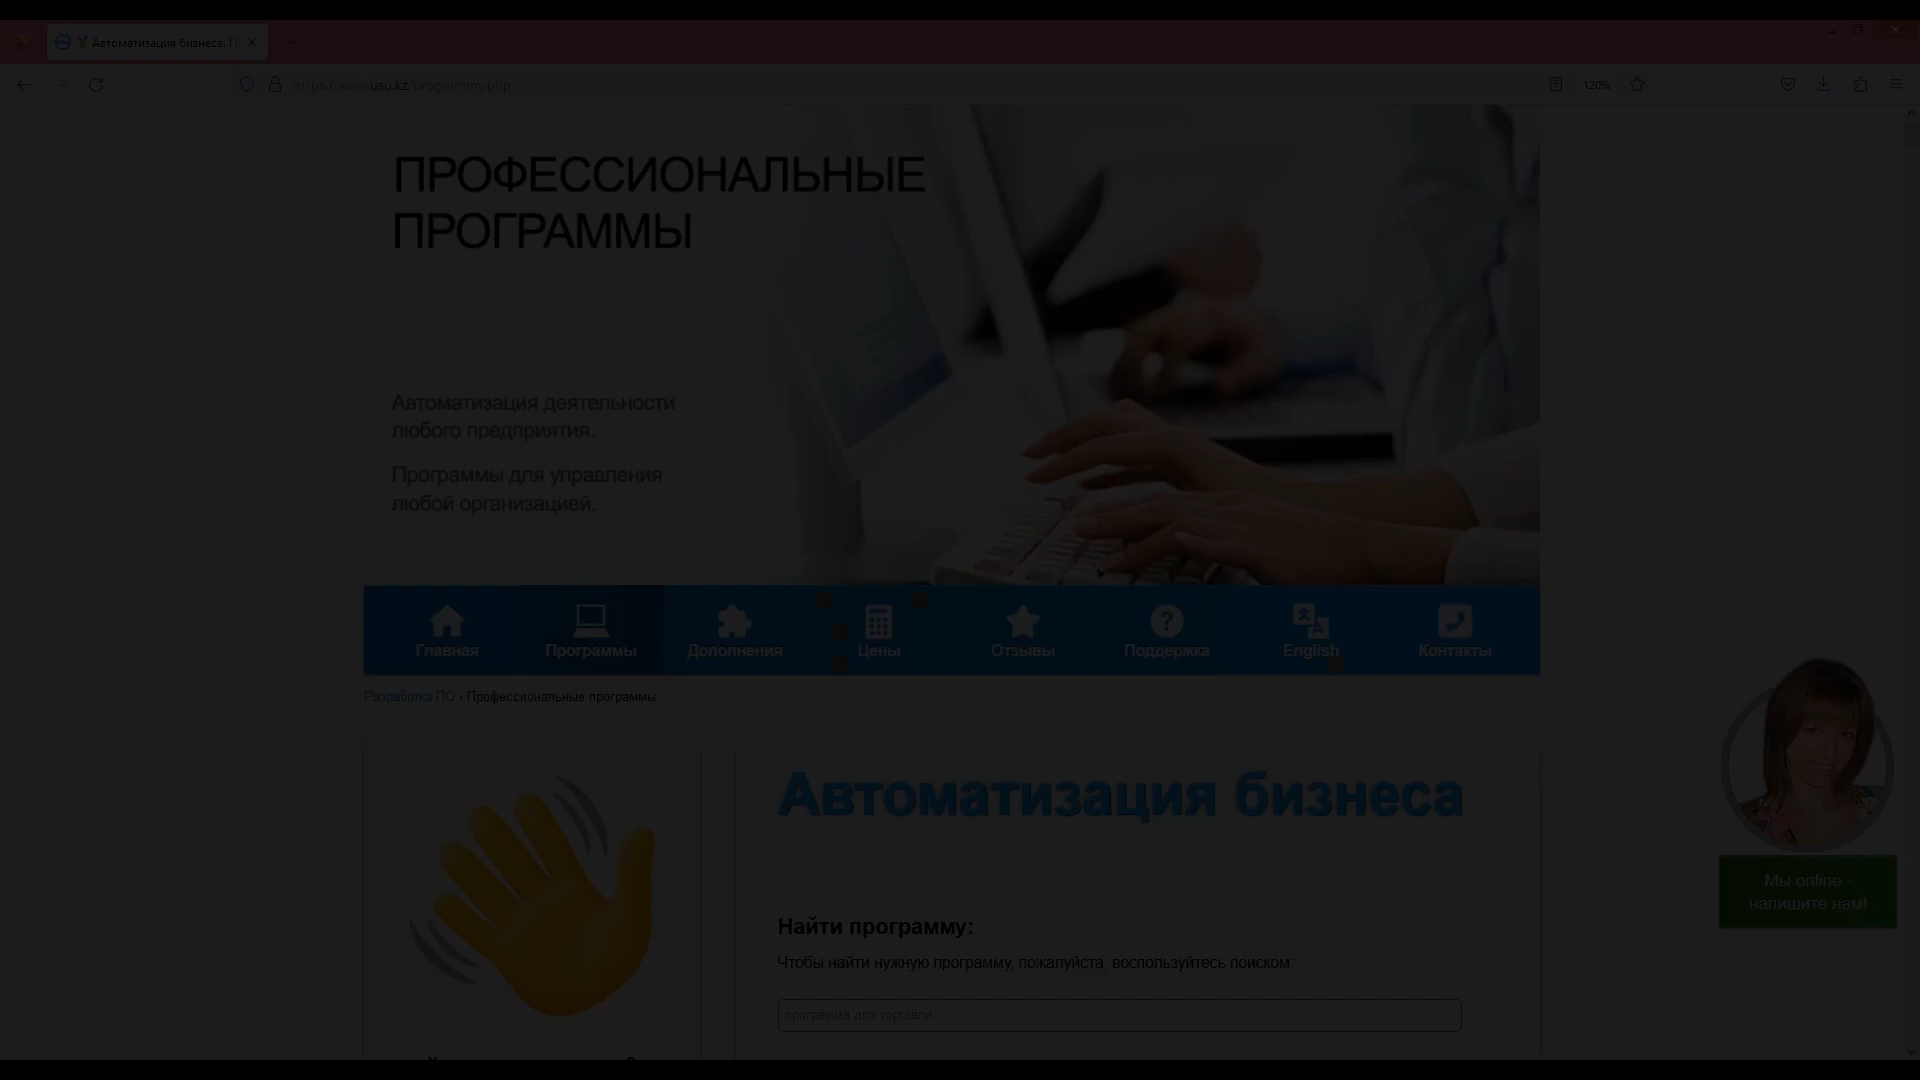 Автоматизация бизнеса. П
https://www.usu.kz/programmy.php
120%
ПРОФЕССИОНАЛЬНЫЕ
ПРОГРАММЫ
Автоматизация деятельности
любого предприятия.
Программы для управления
любой организацией.
Главная
Программы
Дополнения
Цены
Отзывы
Поддержка
English
Контакты
Разработка ПО › Профессиональные программы
Автоматизация бизнеса
Найти программу:
Чтобы найти нужную программу, пожалуйста, воспользуйтесь поиском:
программа для торговли
Мы online -
напишите нам!